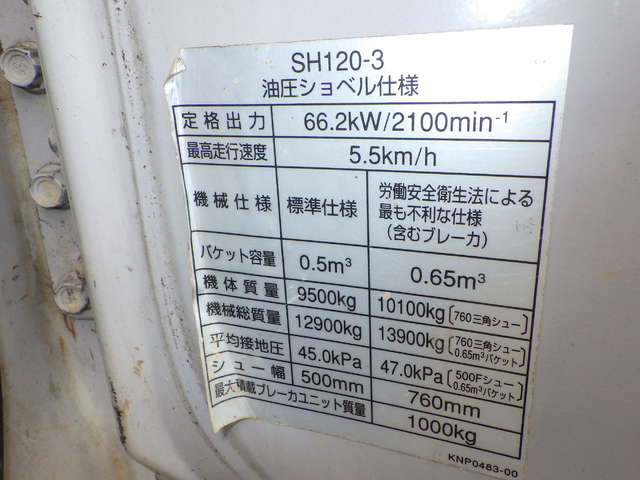 SH120-3
油圧ショベル仕様
定格出力 66.2kW/2100min-1
最高走行速度 5.5km/h
機械仕様 標準仕様 労働安全衛生法による
最も不利な仕様
(含むブレーカ)
バケット容量 0.5m³ 0.65m³
機体質量 9500kg 10100kg〔760三角シュー〕
機械総質量 12900kg 13900kg〔760三角シュー
0.65m³バケット〕
平均接地圧 45.0kPa 47.0kPa〔500Fシュー
0.65m³バケット〕
シュー幅 500mm 760mm
最大積載ブレーカユニット質量 1000kg
KNP0483-00